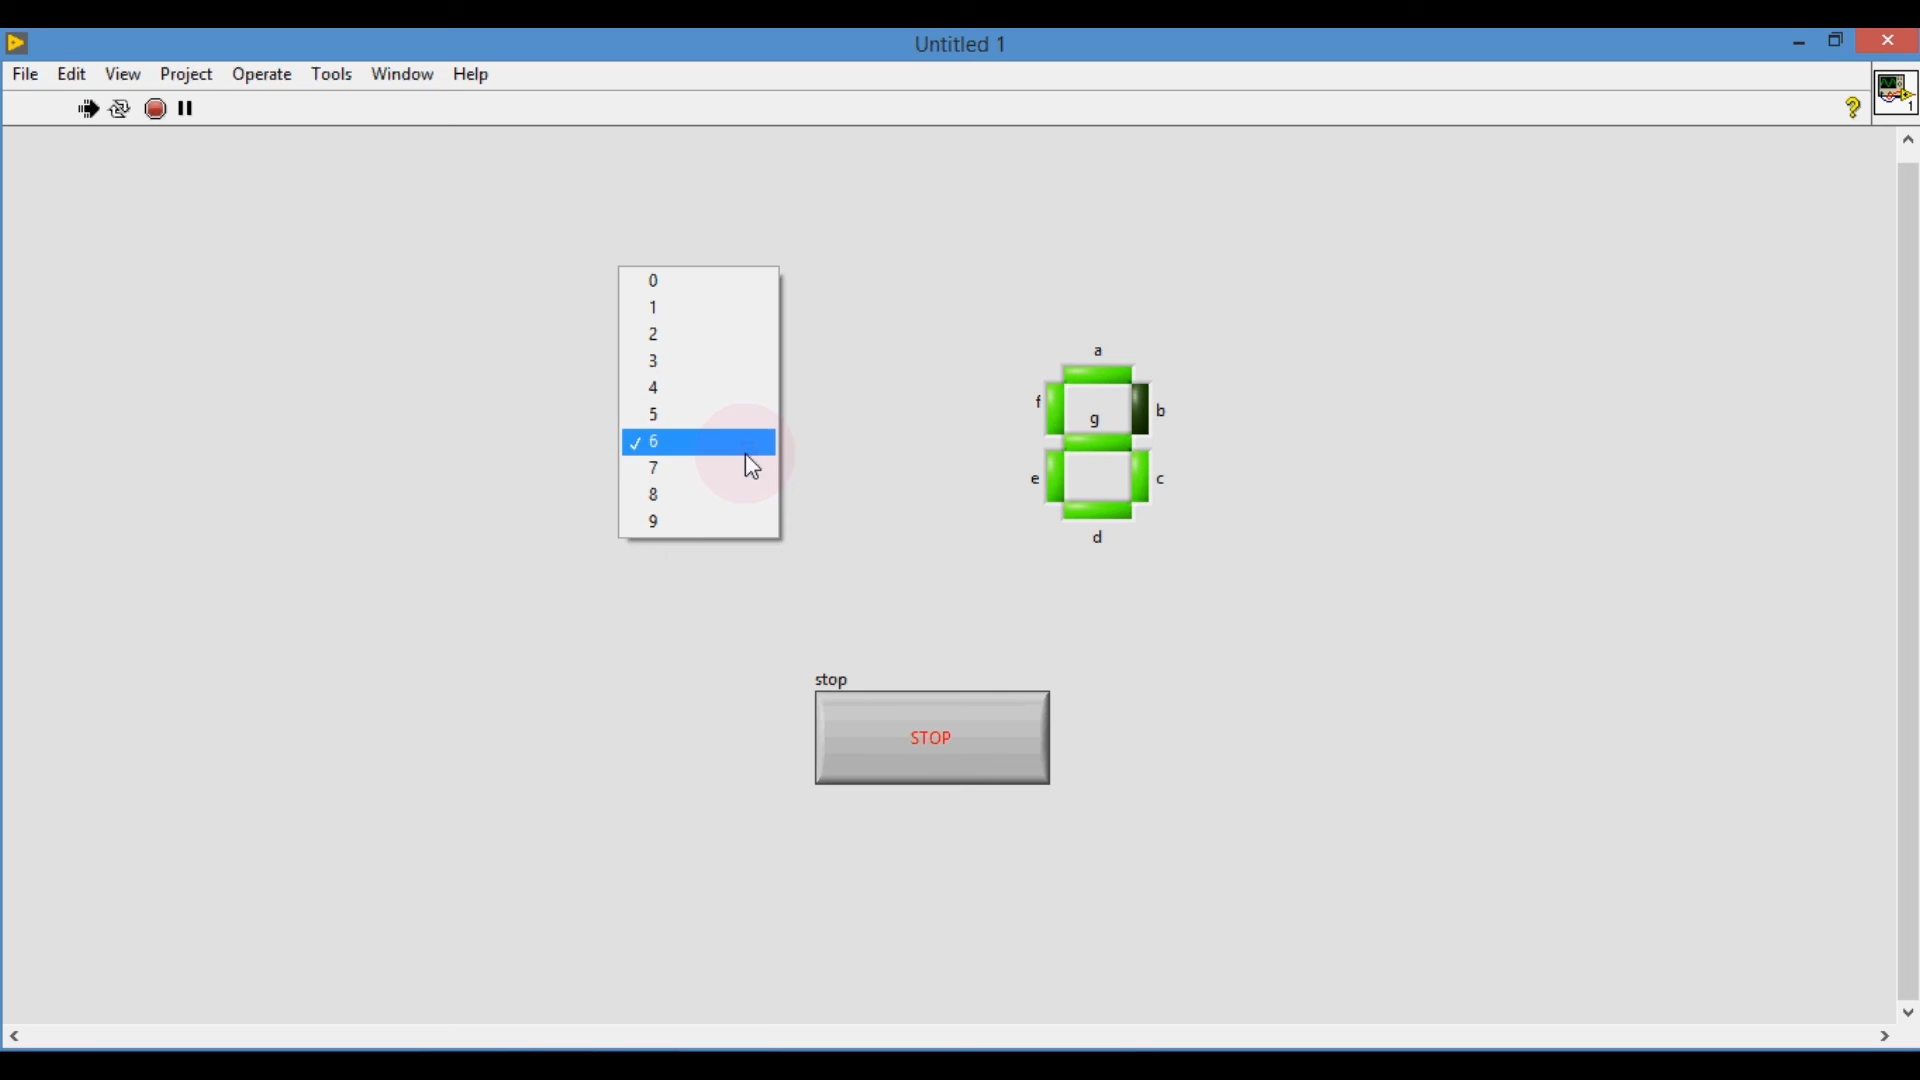 Untitled 1
File Edit View Project Operate Tools Window Help
?
1
0
1
2
3
4
5
✓ 6
7
8
9
a
f
b
g
e
c
d
stop
STOP